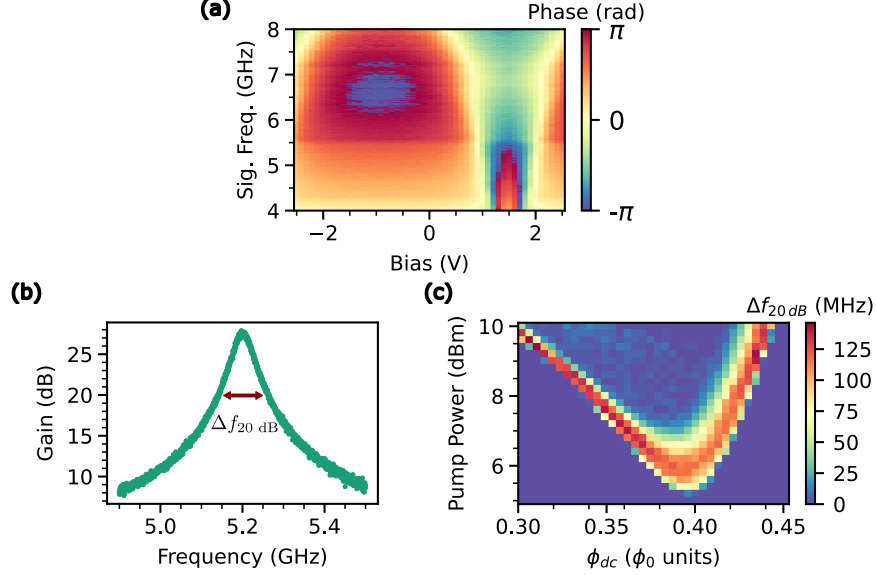 (a)
Phase (rad)
Sig. Freq. (GHz)
8
7
6
5
4
−2
0
2
Bias (V)
π
0
-π
(b)
Gain (dB)
25
20
15
10
Δf20 dB
5.0
5.2
5.4
Frequency (GHz)
(c)
Δf20 dB (MHz)
Pump Power (dBm)
10
8
6
0.30
0.35
0.40
0.45
ϕdc (ϕ0 units)
125
100
75
50
25
0